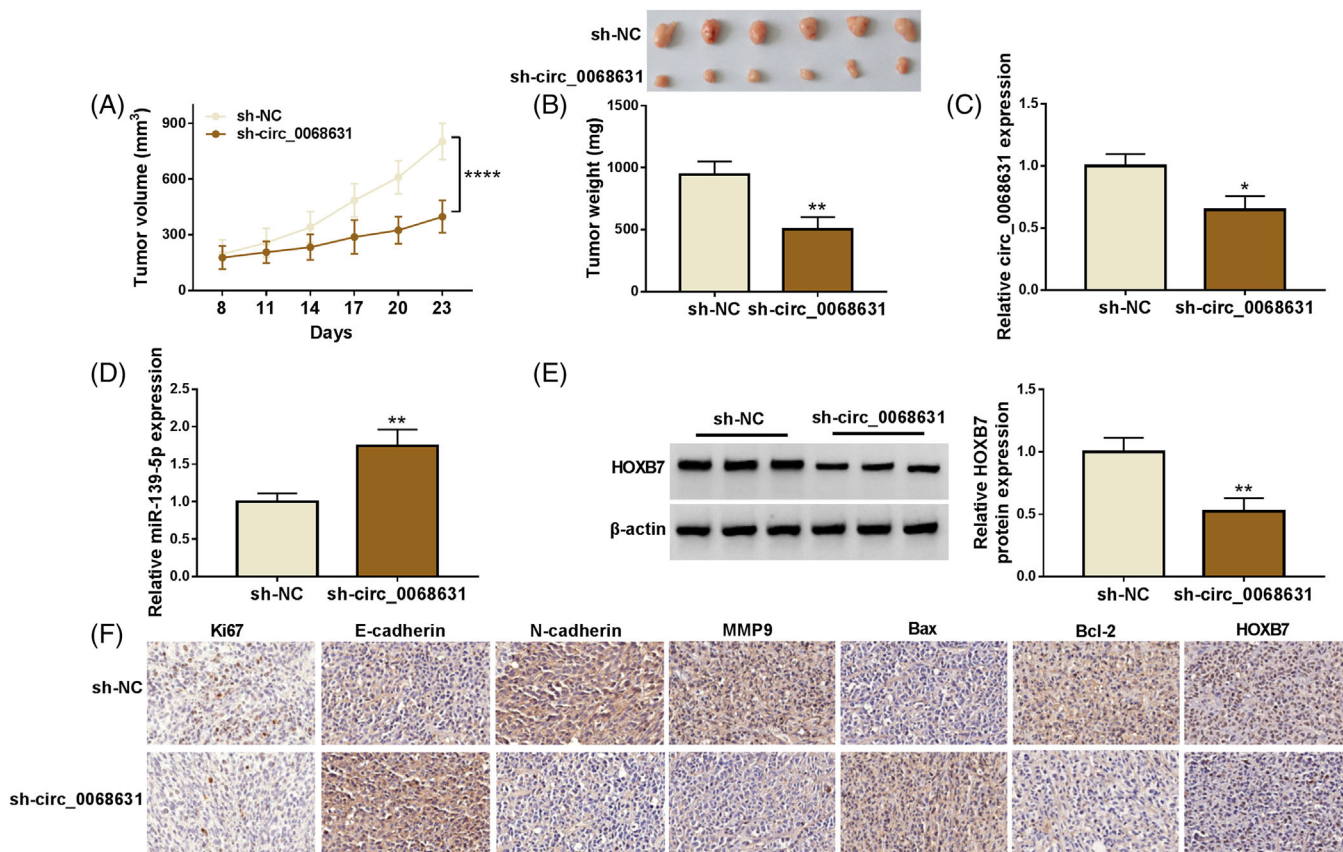 sh-NC
sh-circ_0068631
(A)
sh-NC
sh-circ_0068631
Tumor volume (mm³)
900
600
300
0
****
8 11 14 17 20 23
Days
(B)
Tumor weight (mg)
1500
1000
500
0
**
sh-NC sh-circ_0068631
(C)
Relative circ_0068631 expression
1.5
1.0
0.5
0.0
*
sh-NC sh-circ_0068631
(D)
Relative miR-139-5p expression
2.5
2.0
1.5
1.0
0.5
0.0
**
sh-NC sh-circ_0068631
(E)
sh-NC sh-circ_0068631
HOXB7
β-actin
Relative HOXB7
protein expression
1.5
1.0
0.5
0.0
**
sh-NC sh-circ_0068631
(F)
Ki67 E-cadherin N-cadherin MMP9 Bax Bcl-2 HOXB7
sh-NC
sh-circ_0068631